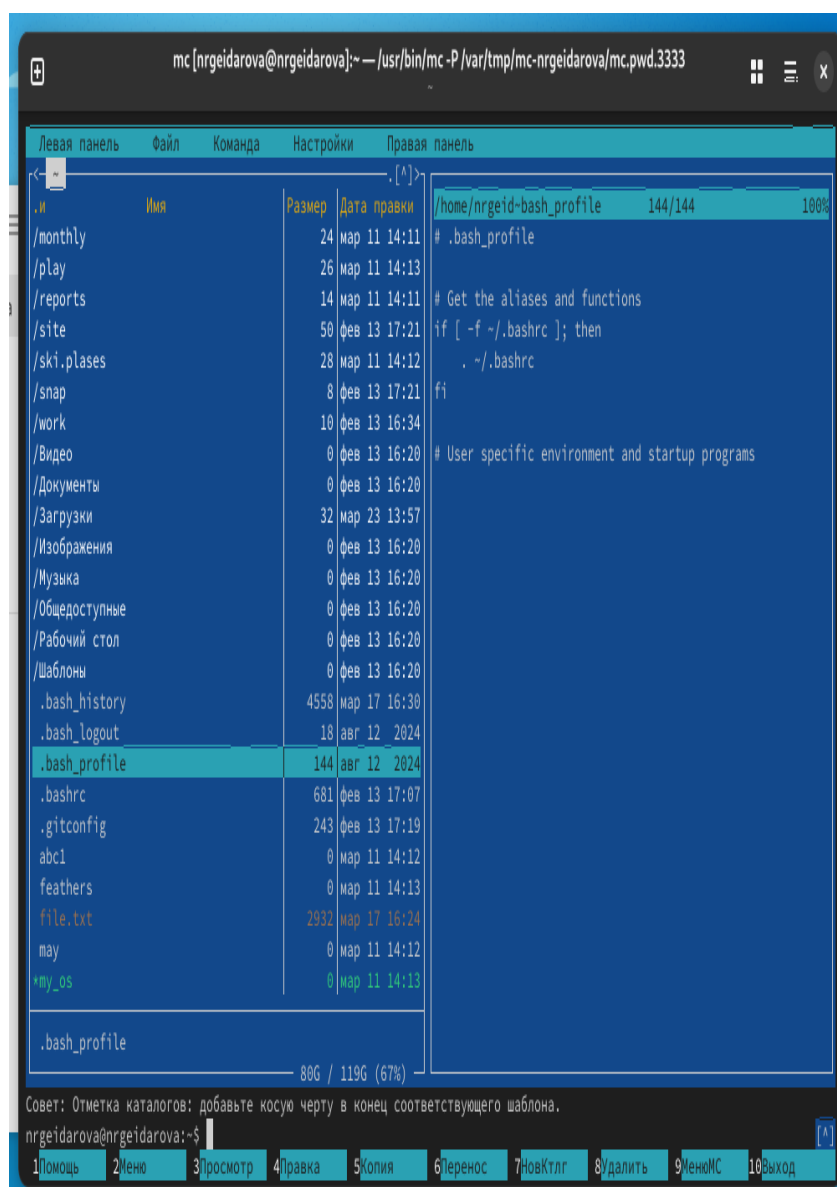 mc [nrgeidarova@nrgeidarova]:~ — /usr/bin/mc -P /var/tmp/mc-nrgeidarova/mc.pwd.3333
~
Левая панель Файл Команда Настройки Правая панель
<- ~ .[^]>
.и Имя Размер Дата правки
/monthly 24 мар 11 14:11
/play 26 мар 11 14:13
/reports 14 мар 11 14:11
/site 50 фев 13 17:21
/ski.plases 28 мар 11 14:12
/snap 8 фев 13 17:21
/work 10 фев 13 16:34
/Видео 0 фев 13 16:20
/Документы 0 фев 13 16:20
/Загрузки 32 мар 23 13:57
/Изображения 0 фев 13 16:20
/Музыка 0 фев 13 16:20
/Общедоступные 0 фев 13 16:20
/Рабочий стол 0 фев 13 16:20
/Шаблоны 0 фев 13 16:20
.bash_history 4558 мар 17 16:30
.bash_logout 18 авг 12 2024
.bash_profile 144 авг 12 2024
.bashrc 681 фев 13 17:07
.gitconfig 243 фев 13 17:19
abc1 0 мар 11 14:12
feathers 0 мар 11 14:13
file.txt 2932 мар 17 16:24
may 0 мар 11 14:12
*my_os 0 мар 11 14:13
.bash_profile
80G / 119G (67%)
/home/nrgeid~bash_profile 144/144 100%
# .bash_profile
# Get the aliases and functions
if [ -f ~/.bashrc ]; then
. ~/.bashrc
fi
# User specific environment and startup programs
Совет: Отметка каталогов: добавьте косую черту в конец соответствующего шаблона.
nrgeidarova@nrgeidarova:~$ [^]
1Помощь 2Меню 3Просмотр 4Правка 5Копия 6Перенос 7НовКтлг 8Удалить 9МенюМС 10Выход